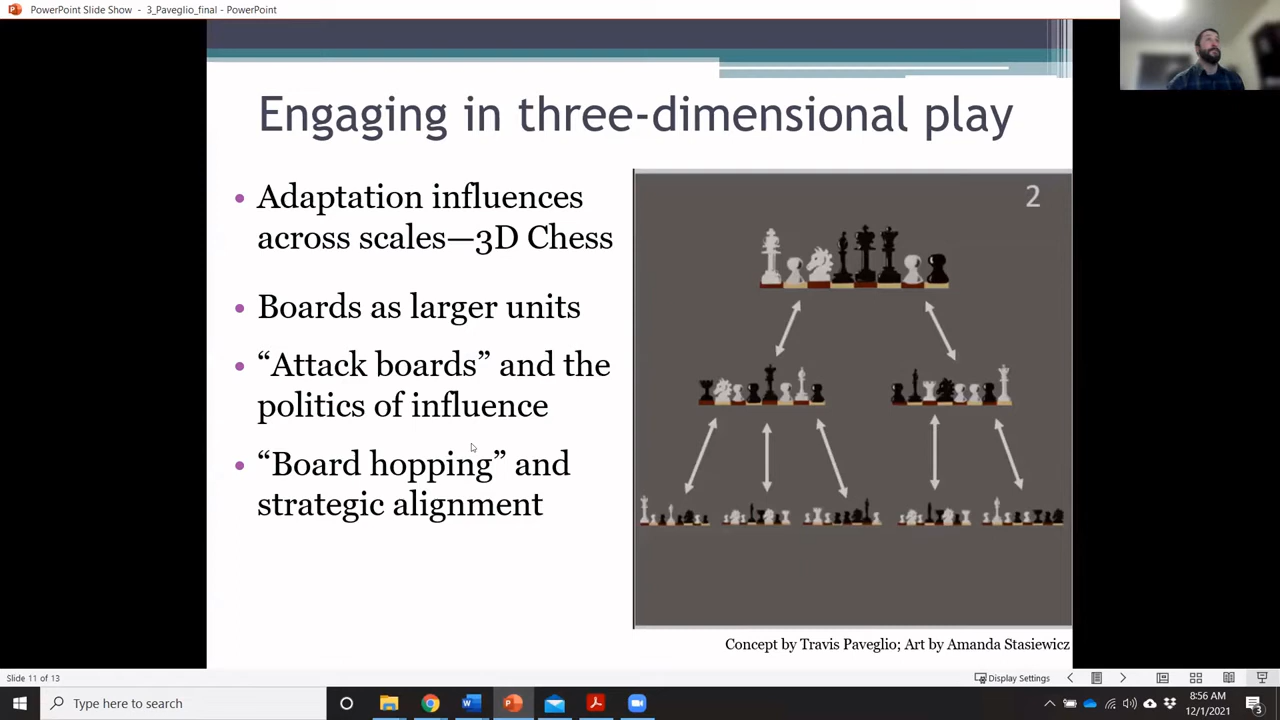 PowerPoint Slide Show - 3_Paveglio_final - PowerPoint
Engaging in three-dimensional play
• Adaptation influences
across scales—3D Chess
• Boards as larger units
• “Attack boards” and the
politics of influence
• “Board hopping” and
strategic alignment
2
Concept by Travis Paveglio; Art by Amanda Stasiewicz
Slide 11 of 13
Display Settings
Type here to search
8:56 AM
12/1/2021
3